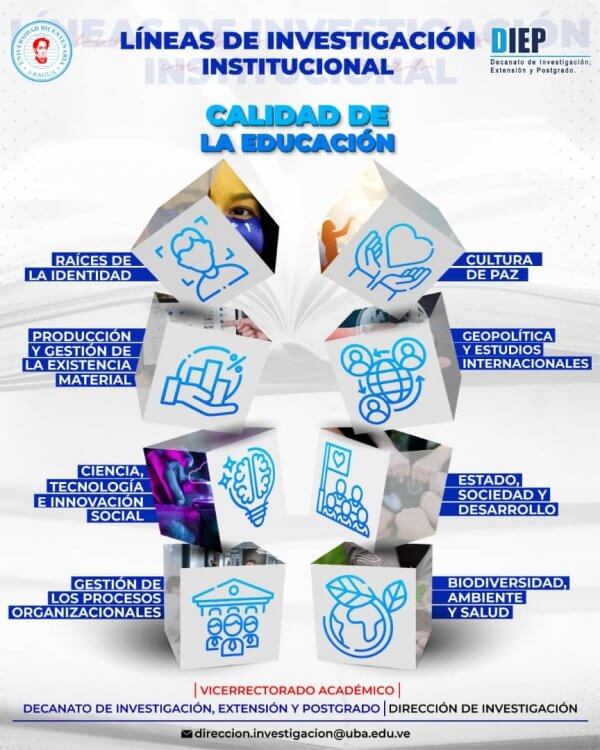 UNIVERSIDAD BICENTENARIA
ARAGUA
LÍNEAS DE INVESTIGACIÓN
INSTITUCIONAL
DIEP
Decanato de Investigación,
Extensión y Postgrado.
CALIDAD DE
LA EDUCACIÓN
RAÍCES DE
LA IDENTIDAD
CULTURA
DE PAZ
PRODUCCIÓN
Y GESTIÓN DE
LA EXISTENCIA
MATERIAL
GEOPOLÍTICA
Y ESTUDIOS
INTERNACIONALES
CIENCIA,
TECNOLOGÍA
E INNOVACIÓN
SOCIAL
ESTADO,
SOCIEDAD Y
DESARROLLO
GESTIÓN DE
LOS PROCESOS
ORGANIZACIONALES
BIODIVERSIDAD,
AMBIENTE
Y SALUD
| VICERRECTORADO ACADÉMICO |
DECANATO DE INVESTIGACIÓN, EXTENSIÓN Y POSTGRADO | DIRECCIÓN DE INVESTIGACIÓN
direccion.investigacion@uba.edu.ve